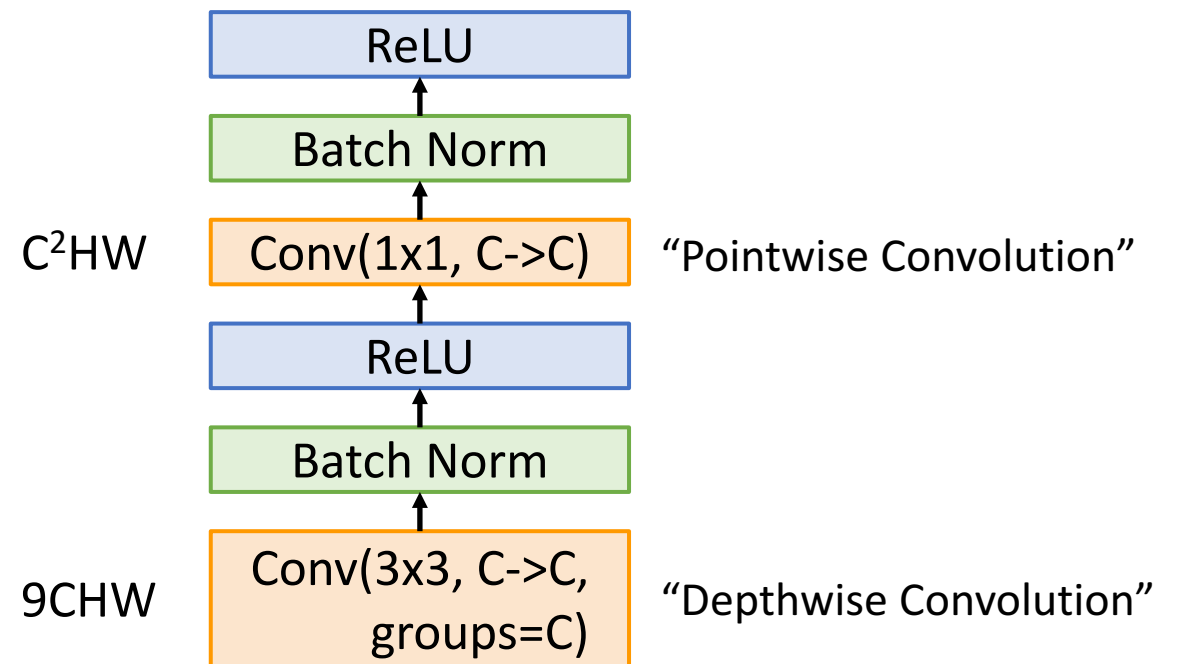 ReLU
Batch Norm
C²HW
Conv(1x1, C->C)
“Pointwise Convolution”
ReLU
Batch Norm
9CHW
Conv(3x3, C->C,
groups=C)
“Depthwise Convolution”